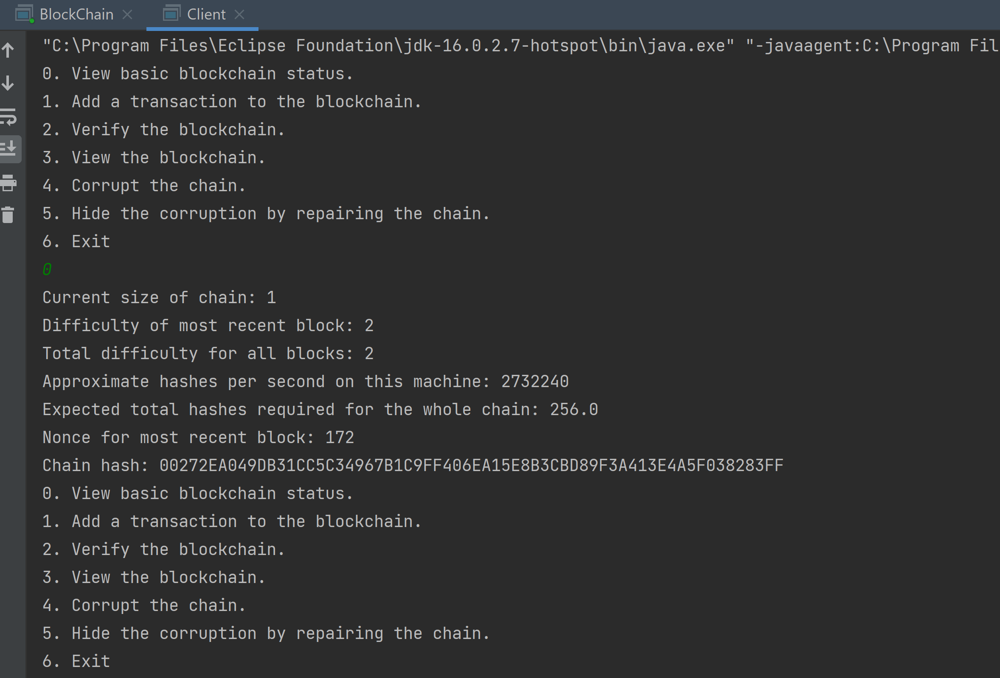 BlockChain Client
"C:\Program Files\Eclipse Foundation\jdk-16.0.2.7-hotspot\bin\java.exe" "-javaagent:C:\Program Fil
0. View basic blockchain status.
1. Add a transaction to the blockchain.
2. Verify the blockchain.
3. View the blockchain.
4. Corrupt the chain.
5. Hide the corruption by repairing the chain.
6. Exit
0
Current size of chain: 1
Difficulty of most recent block: 2
Total difficulty for all blocks: 2
Approximate hashes per second on this machine: 2732240
Expected total hashes required for the whole chain: 256.0
Nonce for most recent block: 172
Chain hash: 00272EA049DB31CC5C34967B1C9FF406EA15E8B3CBD89F3A413E4A5F038283FF
0. View basic blockchain status.
1. Add a transaction to the blockchain.
2. Verify the blockchain.
3. View the blockchain.
4. Corrupt the chain.
5. Hide the corruption by repairing the chain.
6. Exit